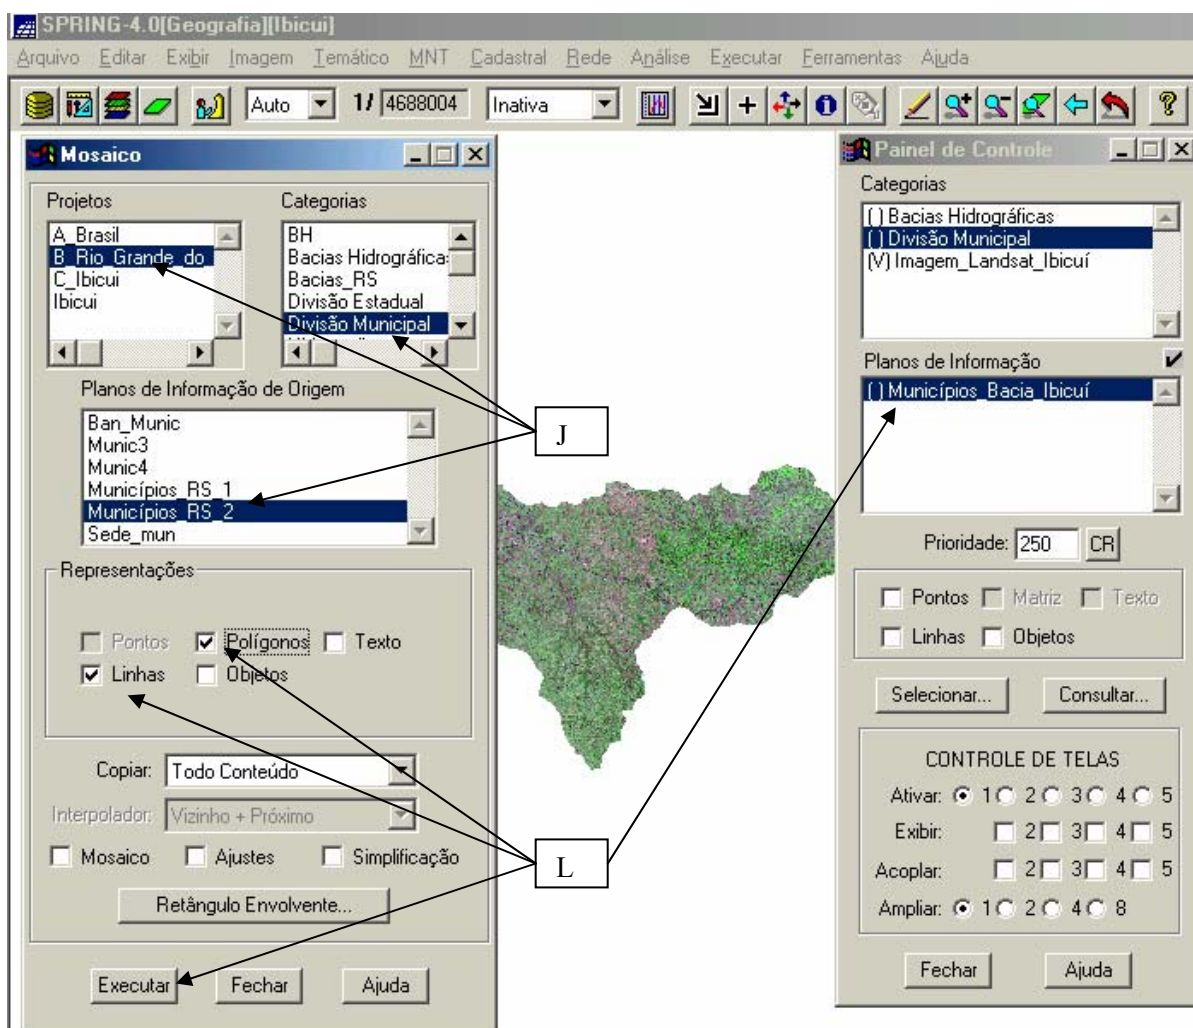 SPRING-4.0[Geografia][Ibicui]
Arquivo Editar Exibir Imagem Temático MNT Cadastral Rede Análise Executar Ferramentas Ajuda
Auto 1/ 4688004 Inativa
Mosaico
Projetos Categorias
A_Brasil
B_Rio_Grande_do
C_Ibicui
Ibicui
BH
Bacias Hidrográfica
Bacias_RS
Divisão Estadual
Divisão Municipal
Planos de Informação de Origem
Ban_Munic
Munic3
Munic4
Municípios_RS_1
Municípios_RS_2
Sede_mun
Representações
Pontos Polígonos Texto
Linhas Objetos
Copiar: Todo Conteúdo
Interpolador: Vizinho + Próximo
Mosaico Ajustes Simplificação
Retângulo Envolvente...
Executar Fechar Ajuda
J
L
Painel de Controle
Categorias
( ) Bacias Hidrográficas
( ) Divisão Municipal
(V) Imagem_Landsat_Ibicuí
Planos de Informação
( ) Municípios_Bacia_Ibicuí
Prioridade: 250 CR
Pontos Matriz Texto
Linhas Objetos
Selecionar... Consultar...
CONTROLE DE TELAS
Ativar: 1 2 3 4 5
Exibir: 2 3 4 5
Acoplar: 2 3 4 5
Ampliar: 1 2 4 8
Fechar Ajuda